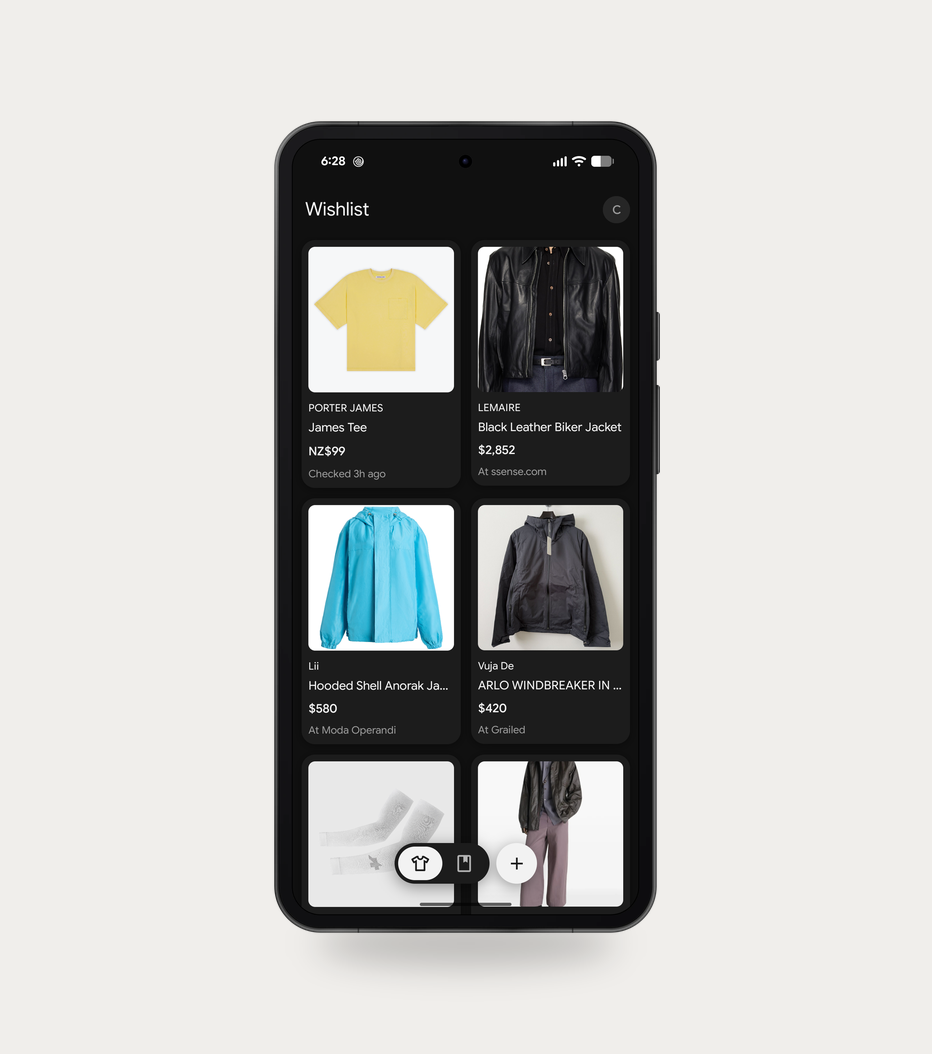 6:28
Wishlist
C
PORTER JAMES
James Tee
NZ$99
Checked 3h ago
LEMAIRE
Black Leather Biker Jacket
$2,852
At ssense.com
Lii
Hooded Shell Anorak Ja...
$580
At Moda Operandi
Vuja De
ARLO WINDBREAKER IN ...
$420
At Grailed